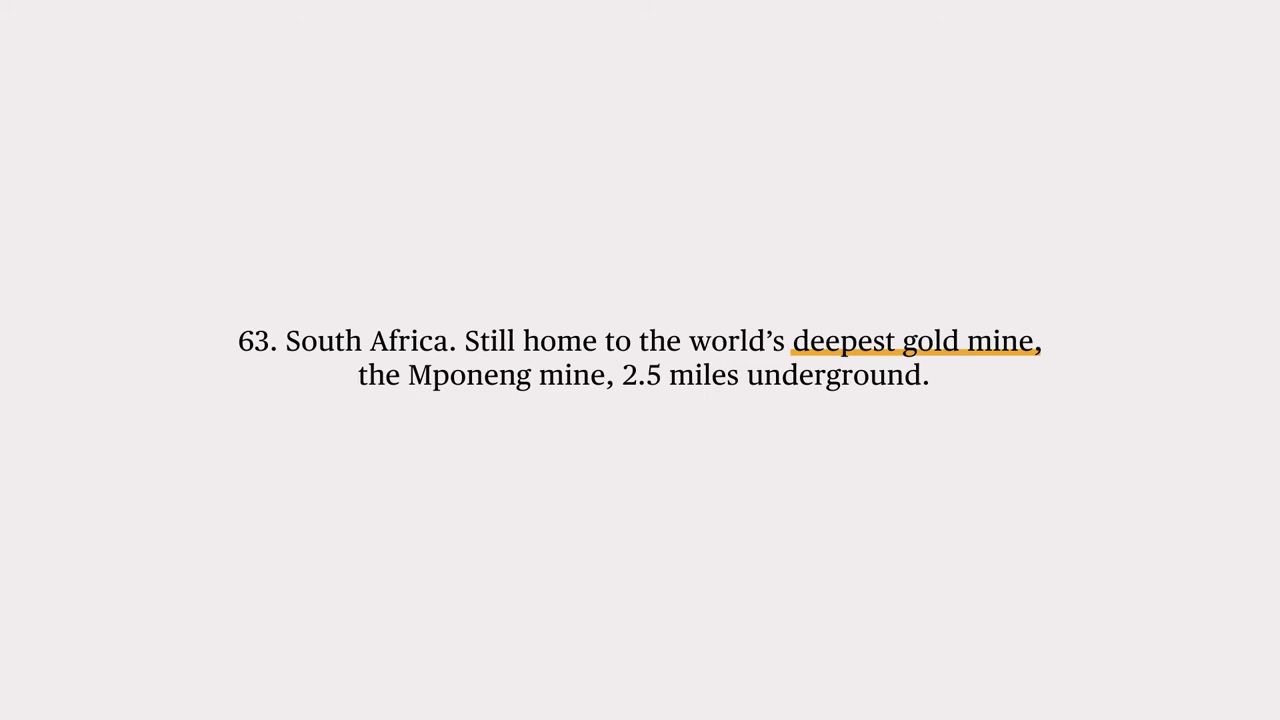 63. South Africa. Still home to the world’s deepest gold mine,
the Mponeng mine, 2.5 miles underground.